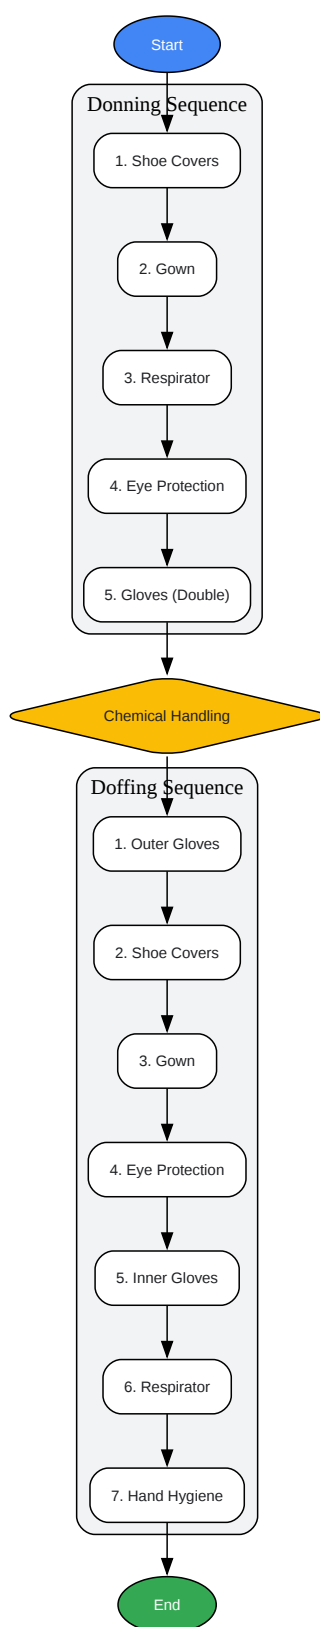 Start
Donning Sequence
1. Shoe Covers
2. Gown
3. Respirator
4. Eye Protection
5. Gloves (Double)
Chemical Handling
Doffing Sequence
1. Outer Gloves
2. Shoe Covers
3. Gown
4. Eye Protection
5. Inner Gloves
6. Respirator
7. Hand Hygiene
End